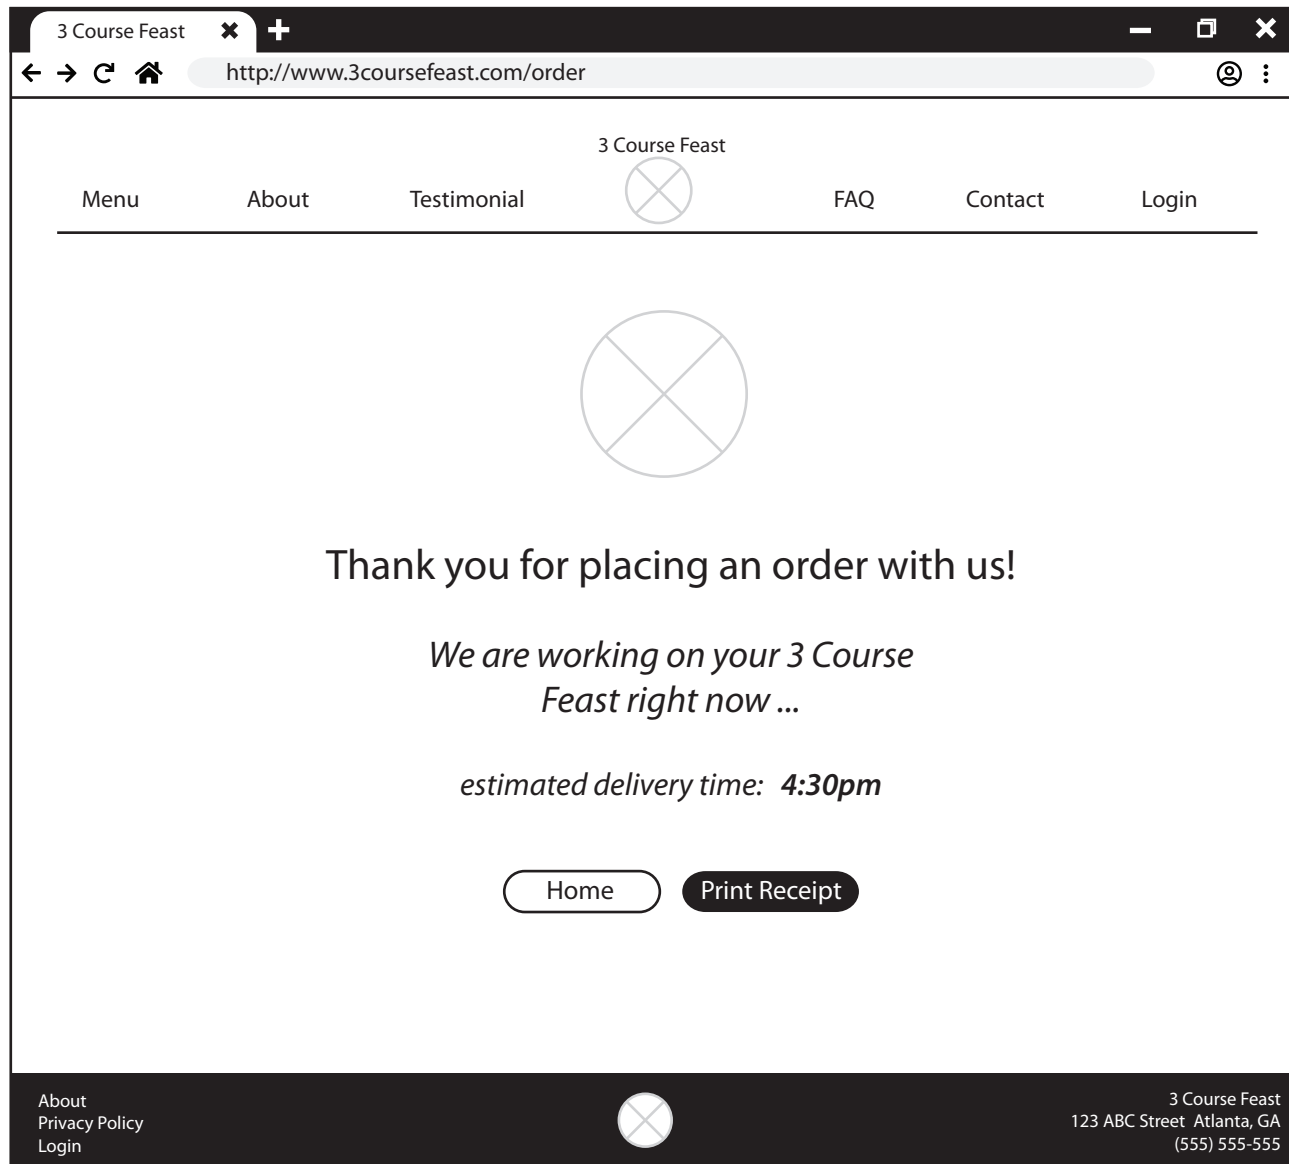 3 Course Feast
http://www.3coursefeast.com/order
3 Course Feast
Menu About Testimonial FAQ Contact Login
Thank you for placing an order with us!
We are working on your 3 Course
Feast right now ...
estimated delivery time: 4:30pm
Home Print Receipt
About
Privacy Policy
Login
3 Course Feast
123 ABC Street Atlanta, GA
(555) 555-555